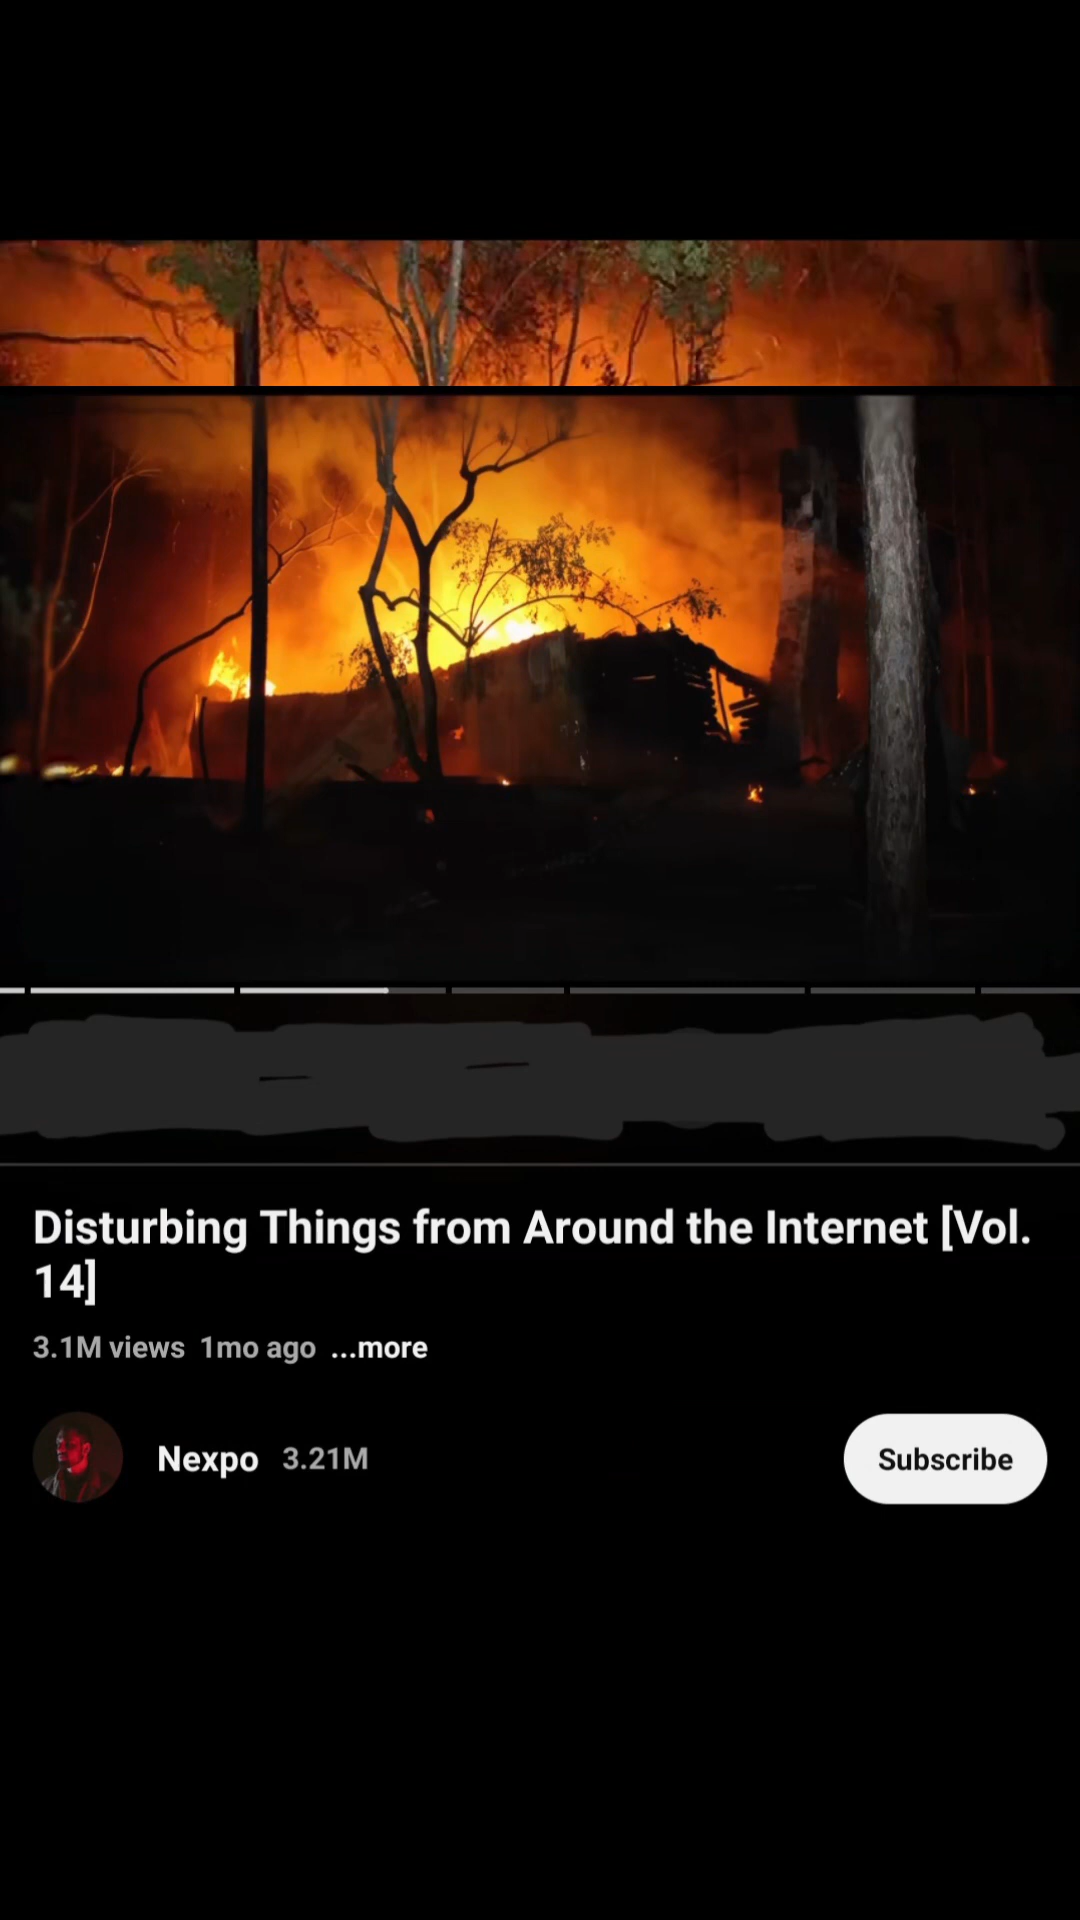 Disturbing Things from Around the Internet [Vol.
14]
3.1M views 1mo ago ...more
Nexpo 3.21M
Subscribe